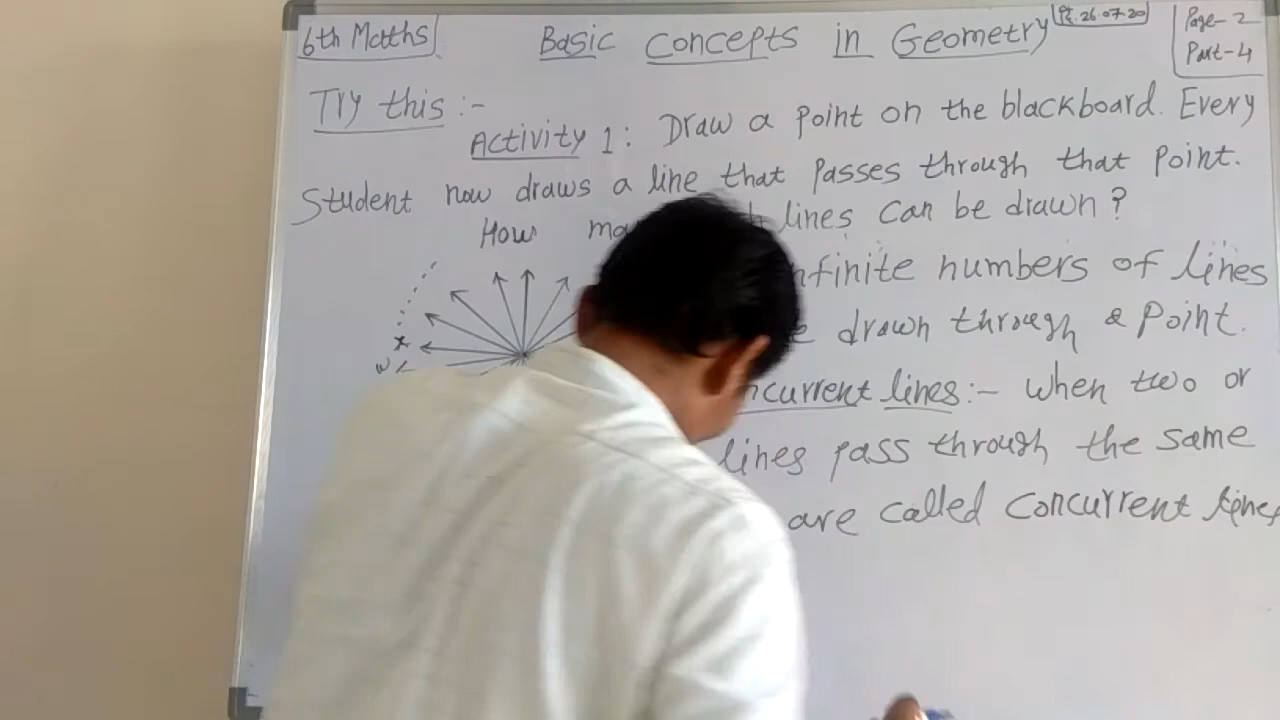 6th Maths
Basic Concepts in Geometry
Dt. 26.07.20
Page-2
Part-4
Try this :-
Activity 1: Draw a point on the blackboard. Every
Student now draws a line that passes through that point.
How lines can be drawn?
numbers of lines
drawn through a point.
lines:- when two or
lines pass through the same
are called concurrent lines
x
w